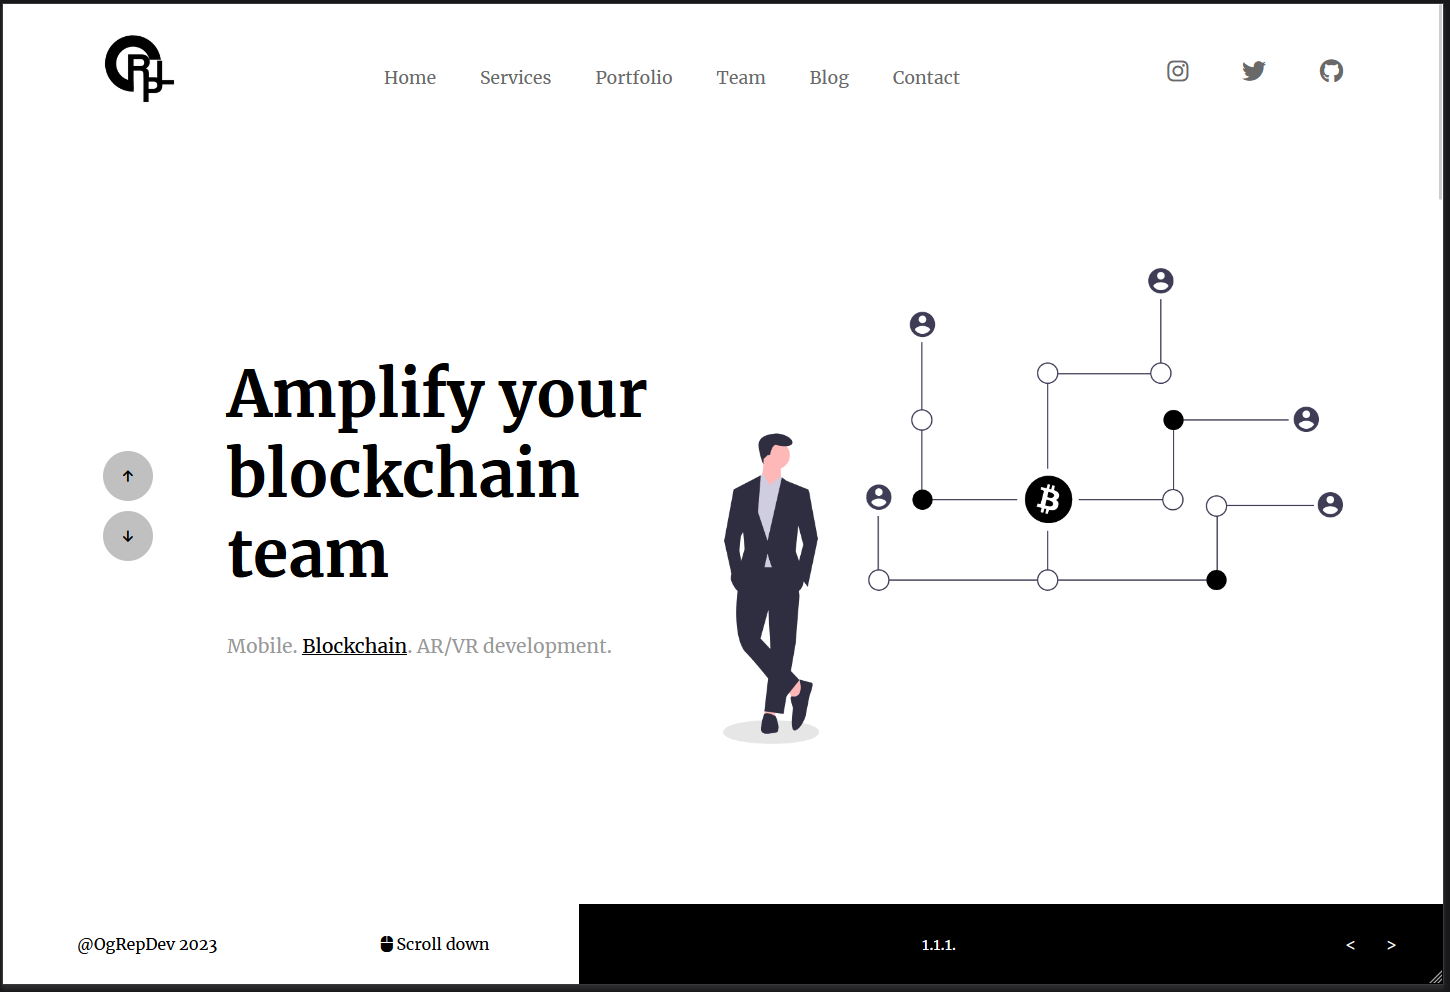 Home Services Portfolio Team Blog Contact
Amplify your
blockchain
team
Mobile. Blockchain. AR/VR development.
@OgRepDev 2023
Scroll down
1.1.1.
< >